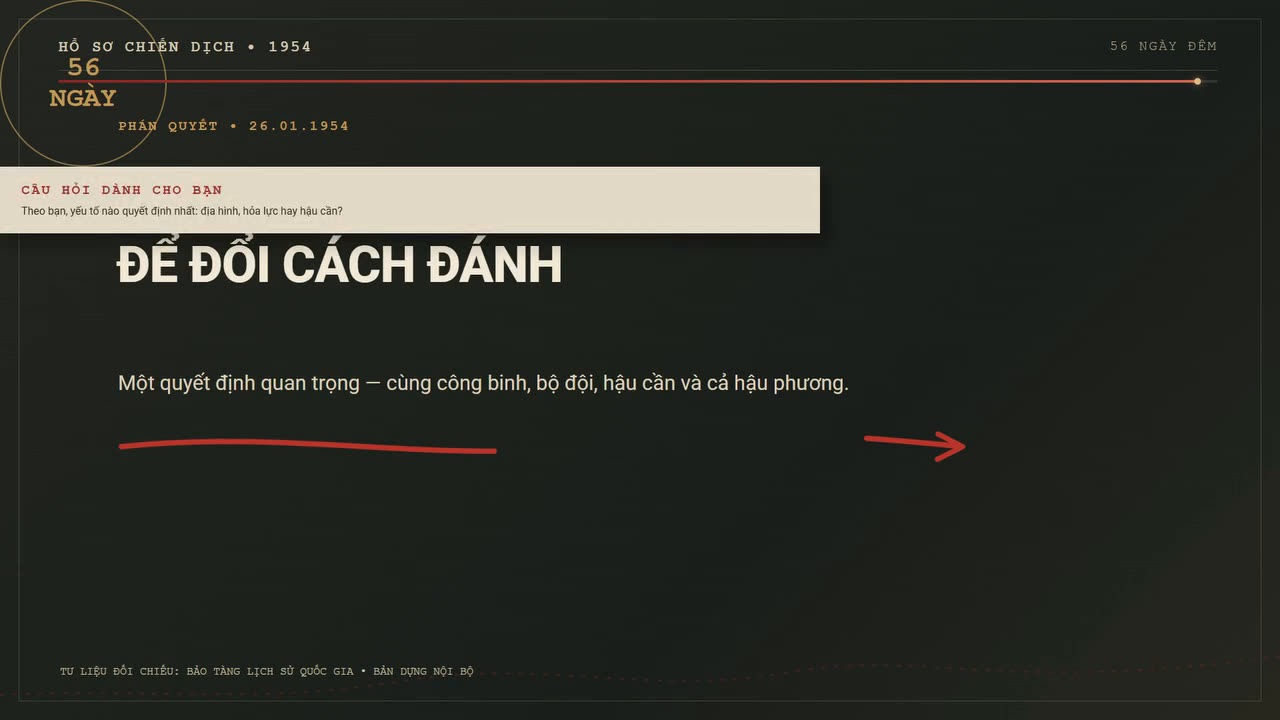 HỒ SƠ CHIẾN DỊCH • 1954
56 NGÀY ĐÊM
56
NGÀY
PHÁN QUYẾT • 26.01.1954
CÂU HỎI DÀNH CHO BẠN
Theo bạn, yếu tố nào quyết định nhất: địa hình, hỏa lực hay hậu cần?
ĐỂ ĐỔI CÁCH ĐÁNH
Một quyết định quan trọng — cùng công binh, bộ đội, hậu cần và cả hậu phương.
TƯ LIỆU ĐỐI CHIẾU: BẢO TÀNG LỊCH SỬ QUỐC GIA • BẢN DỰNG NỘI BỘ